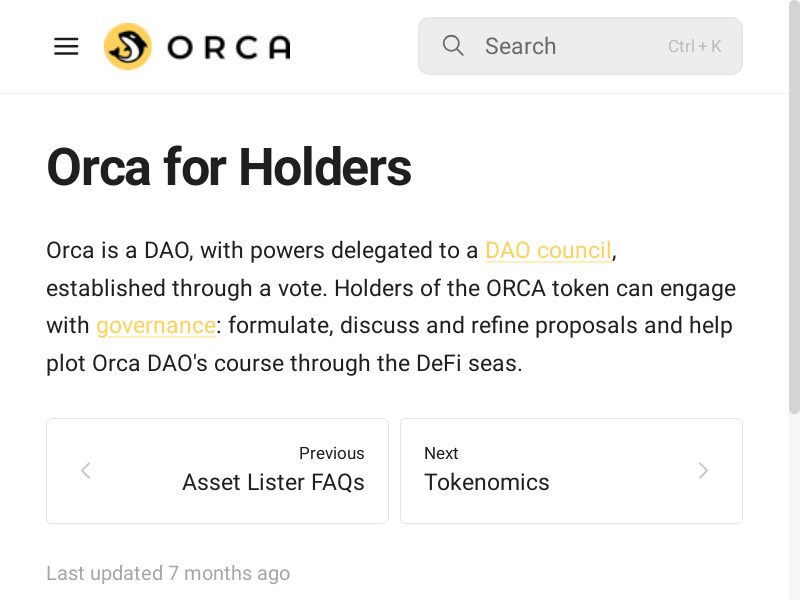 ORCA
Search
Ctrl + K
Orca for Holders
Orca is a DAO, with powers delegated to a DAO council,
established through a vote. Holders of the ORCA token can engage
with governance: formulate, discuss and refine proposals and help
plot Orca DAO's course through the DeFi seas.
Previous
Asset Lister FAQs
Next
Tokenomics
Last updated 7 months ago